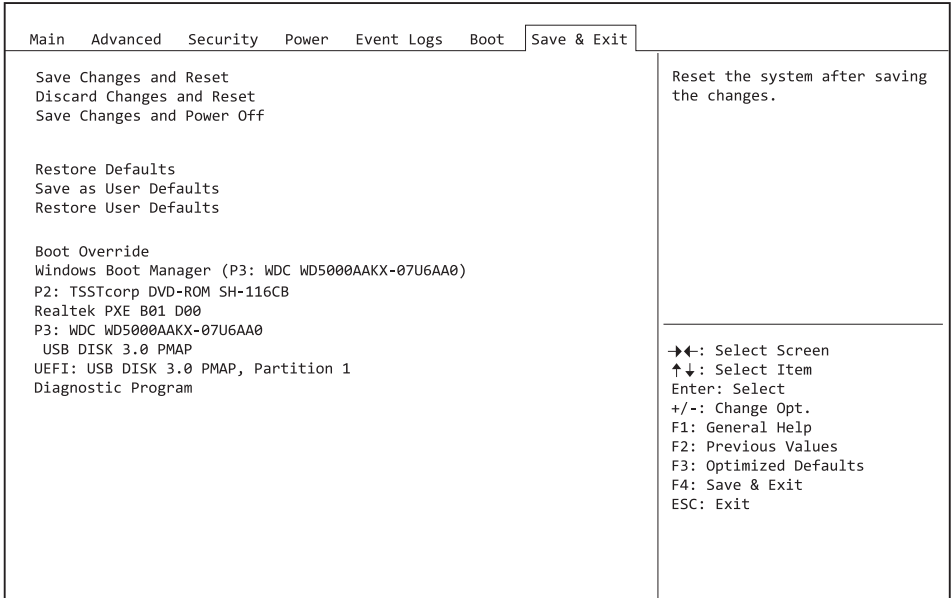 Main Advanced Security Power Event Logs Boot Save & Exit
Save Changes and Reset
Discard Changes and Reset
Save Changes and Power Off
Restore Defaults
Save as User Defaults
Restore User Defaults
Boot Override
Windows Boot Manager (P3: WDC WD5000AAKX-07U6AA0)
P2: TSSTcorp DVD-ROM SH-116CB
Realtek PXE B01 D00
P3: WDC WD5000AAKX-07U6AA0
USB DISK 3.0 PMAP
UEFI: USB DISK 3.0 PMAP, Partition 1
Diagnostic Program
Reset the system after saving
the changes.
→←: Select Screen
↑↓: Select Item
Enter: Select
+/-: Change Opt.
F1: General Help
F2: Previous Values
F3: Optimized Defaults
F4: Save & Exit
ESC: Exit